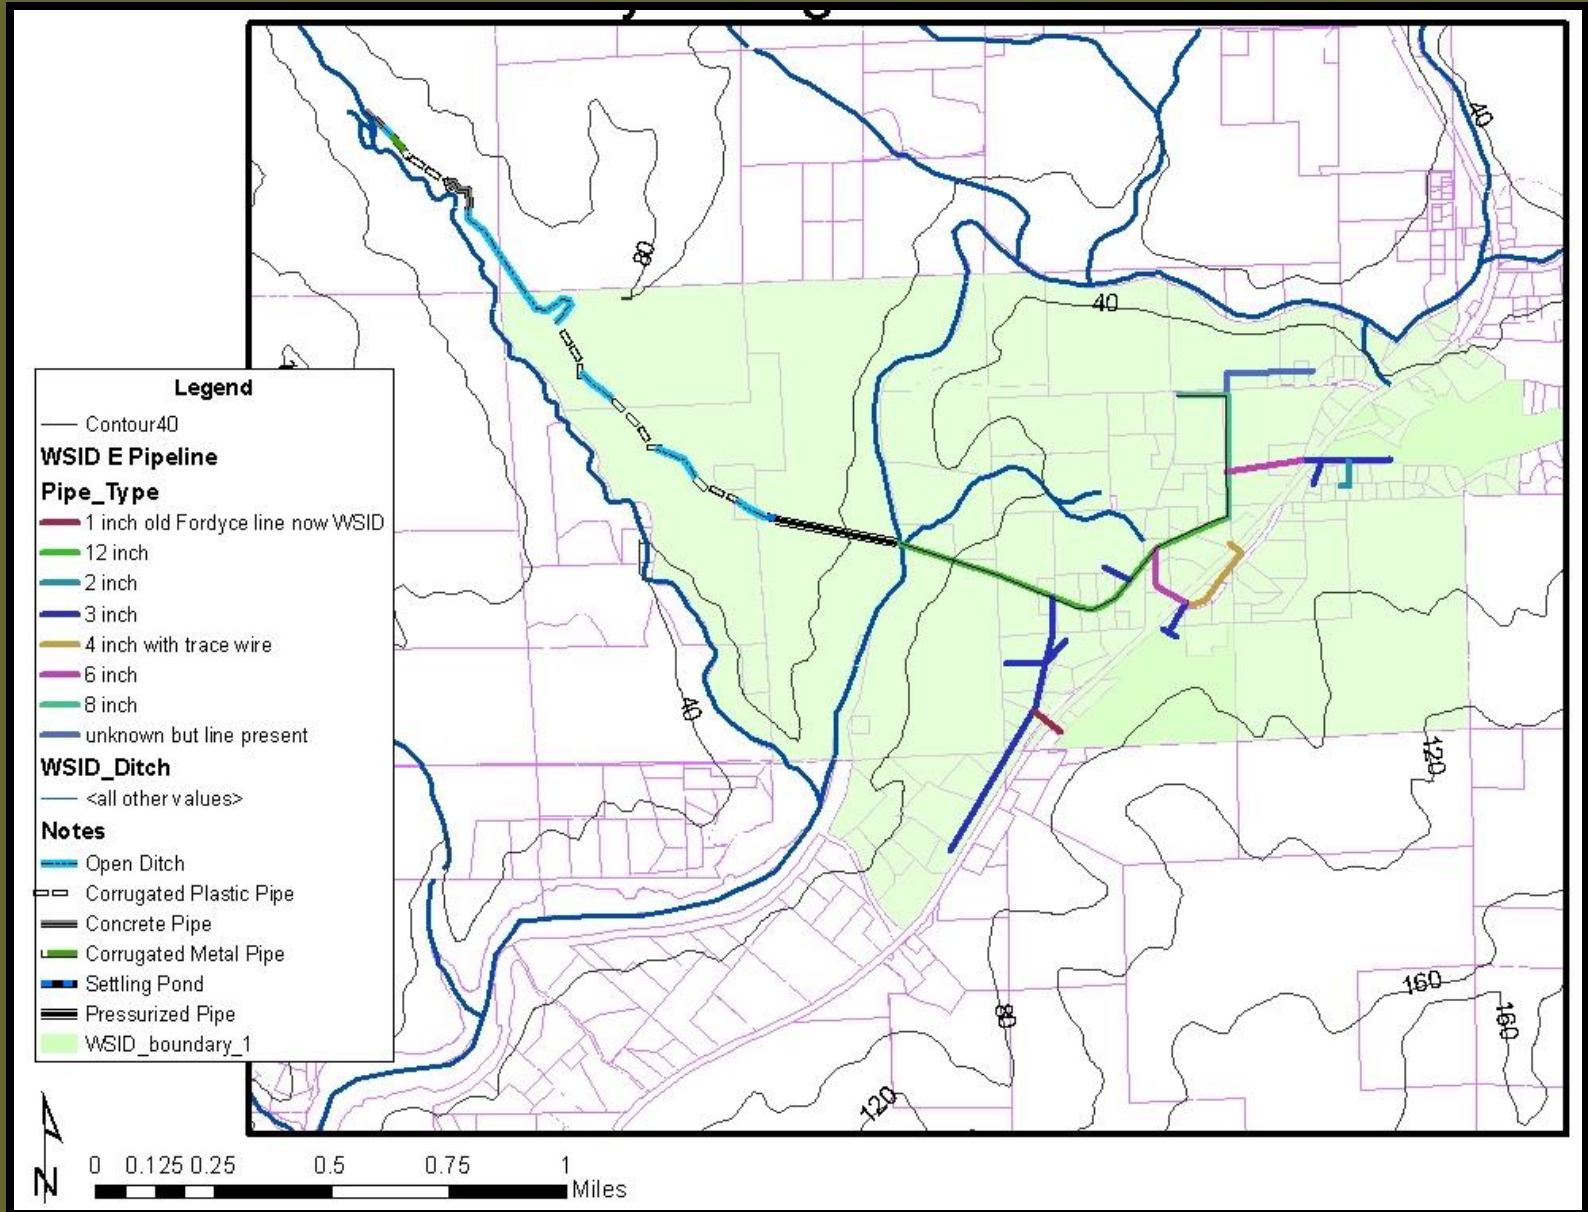 40
80
40
Legend
Contour40
WSID E Pipeline
Pipe_Type
1 inch old Fordyce line now WSID
12 inch
2 inch
3 inch
4 inch with trace wire
6 inch
8 inch
unknown but line present
WSID_Ditch
<all other values>
Notes
Open Ditch
Corrugated Plastic Pipe
Concrete Pipe
Corrugated Metal Pipe
Settling Pond
Pressurized Pipe
WSID_boundary_1
40
120
160
160
80
120
N
0 0.125 0.25 0.5 0.75 1
Miles